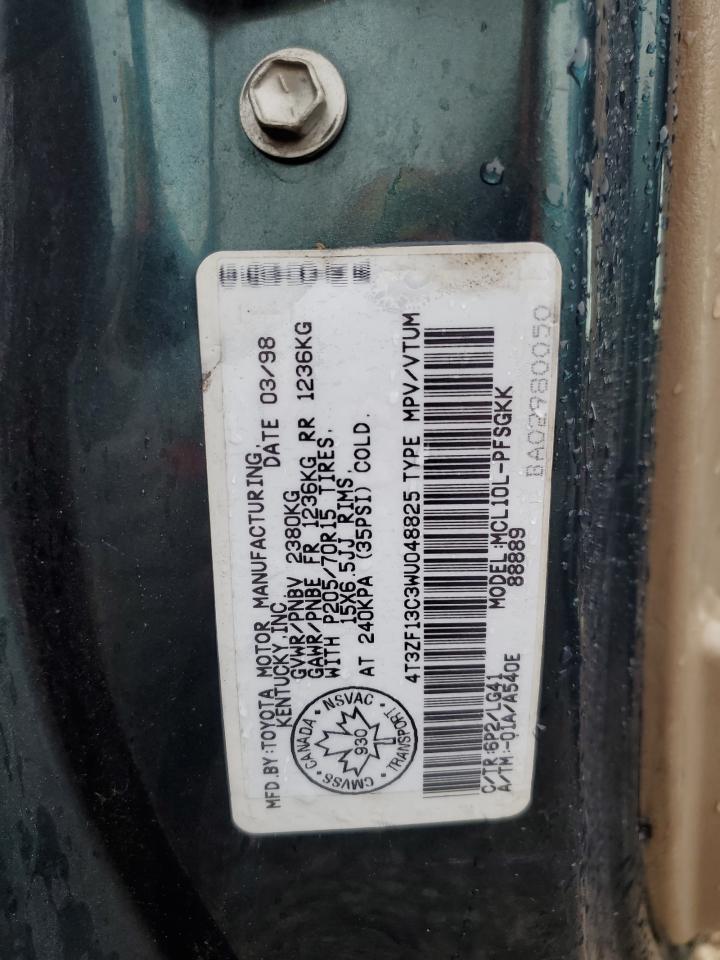 MFD.BY:TOYOTA MOTOR MANUFACTURING,
KENTUCKY,INC. DATE 03/98
GVWR/PNBV 2380KG
GAWR/PNBE FR 1236KG RR 1236KG
WITH P205/70R15 TIRES.
15X6.5JJ RIMS.
AT 240KPA (35PSI) COLD.
CANADA · NSVAC · TRANSPORT · CMVSS
930
4T3ZF13C3WU048825 TYPE MPV/VTUM
C/TR:6P2/LG41 MODEL:MCL10L-PFSGKK
A/TM:-01A/A540E 88889
BA02980050